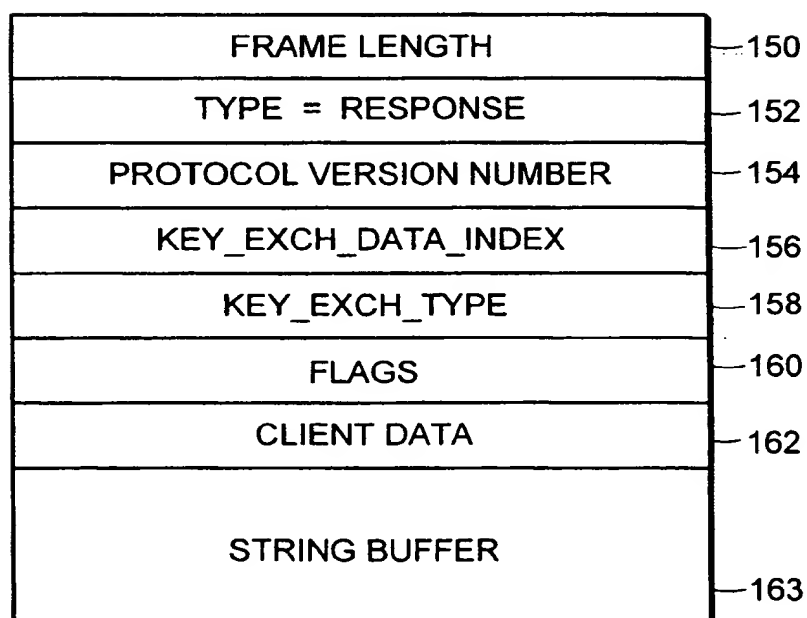 FRAME LENGTH 150
TYPE = RESPONSE 152
PROTOCOL VERSION NUMBER 154
KEY_EXCH_DATA_INDEX 156
KEY_EXCH_TYPE 158
FLAGS 160
CLIENT DATA 162
STRING BUFFER
163